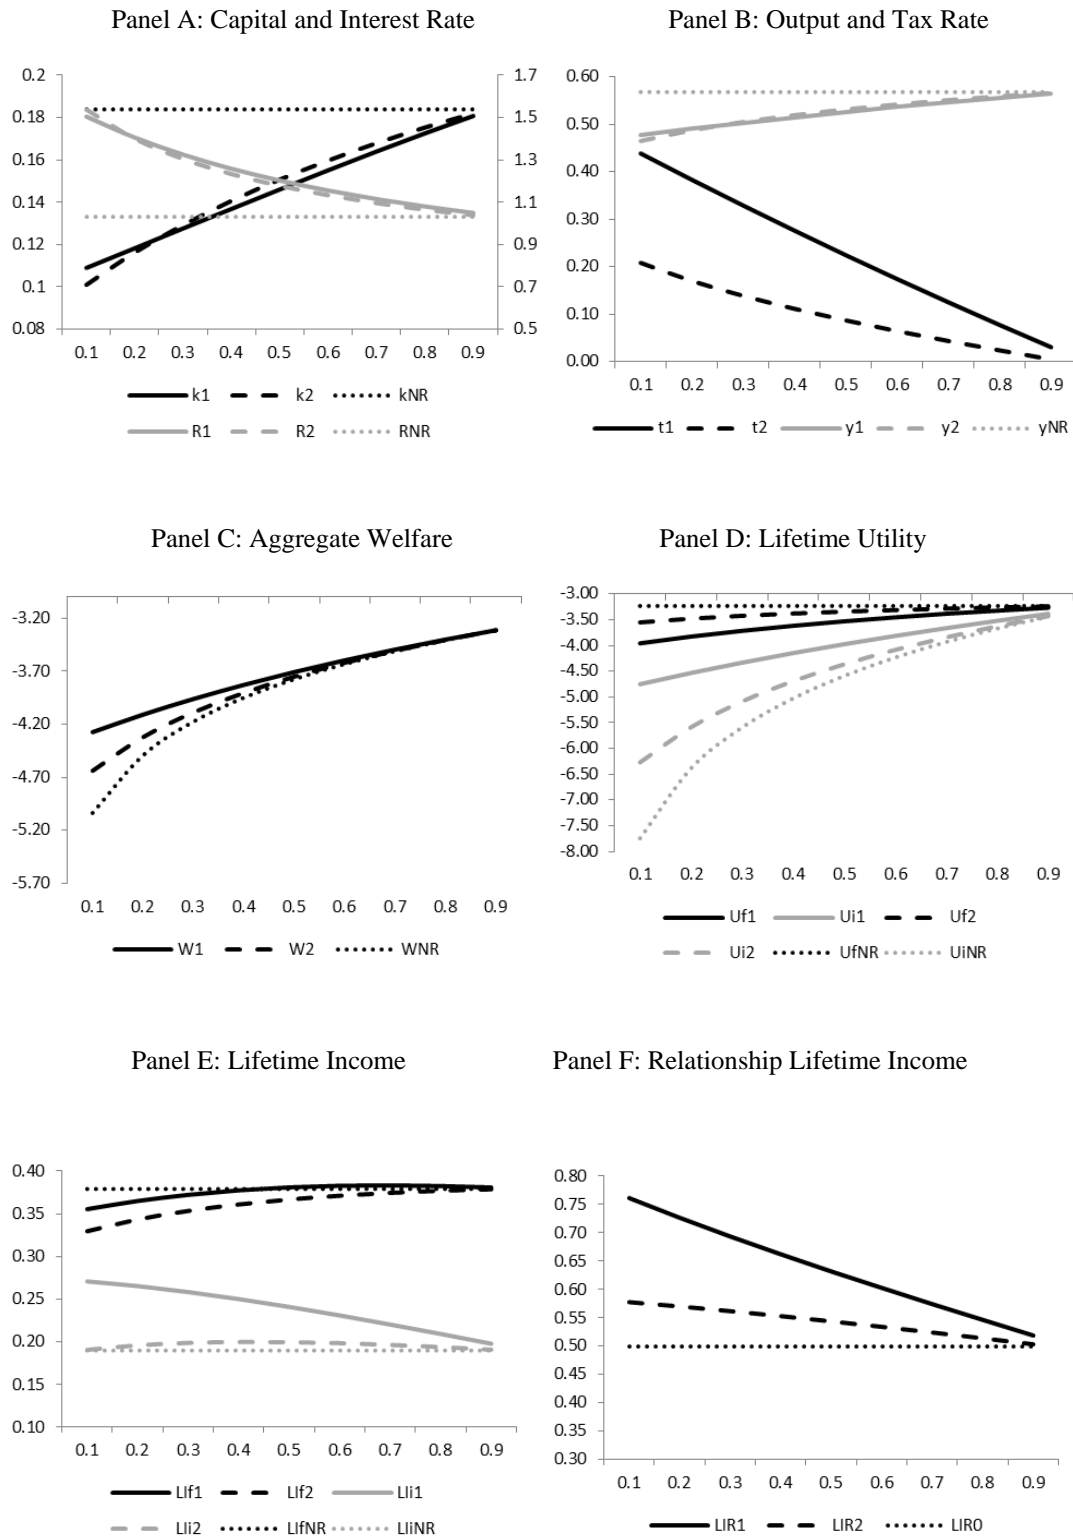 Panel A: Capital and Interest Rate
0.2
0.18
0.16
0.14
0.12
0.1
0.08
1.7
1.5
1.3
1.1
0.9
0.7
0.5
0.1 0.2 0.3 0.4 0.5 0.6 0.7 0.8 0.9
k1 k2 kNR
R1 R2 RNR
Panel B: Output and Tax Rate
0.60
0.50
0.40
0.30
0.20
0.10
0.00
0.1 0.2 0.3 0.4 0.5 0.6 0.7 0.8 0.9
t1 t2 y1 y2 yNR
Panel C: Aggregate Welfare
-3.20
-3.70
-4.20
-4.70
-5.20
-5.70
0.1 0.2 0.3 0.4 0.5 0.6 0.7 0.8 0.9
W1 W2 WNR
Panel D: Lifetime Utility
-3.00
-3.50
-4.00
-4.50
-5.00
-5.50
-6.00
-6.50
-7.00
-7.50
-8.00
0.1 0.2 0.3 0.4 0.5 0.6 0.7 0.8 0.9
Uf1 Ui1 Uf2
Ui2 UfNR UiNR
Panel E: Lifetime Income
0.40
0.35
0.30
0.25
0.20
0.15
0.10
0.1 0.2 0.3 0.4 0.5 0.6 0.7 0.8 0.9
LIf1 LIf2 LIi1
LIi2 LIfNR LIiNR
Panel F: Relationship Lifetime Income
0.80
0.75
0.70
0.65
0.60
0.55
0.50
0.45
0.40
0.35
0.30
0.1 0.2 0.3 0.4 0.5 0.6 0.7 0.8 0.9
LIR1 LIR2 LIR0